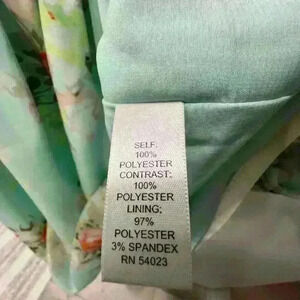 SELF;
100%
POLYESTER
CONTRAST;
100%
POLYESTER
LINING;
97%
POLYESTER
3% SPANDEX
RN 54023